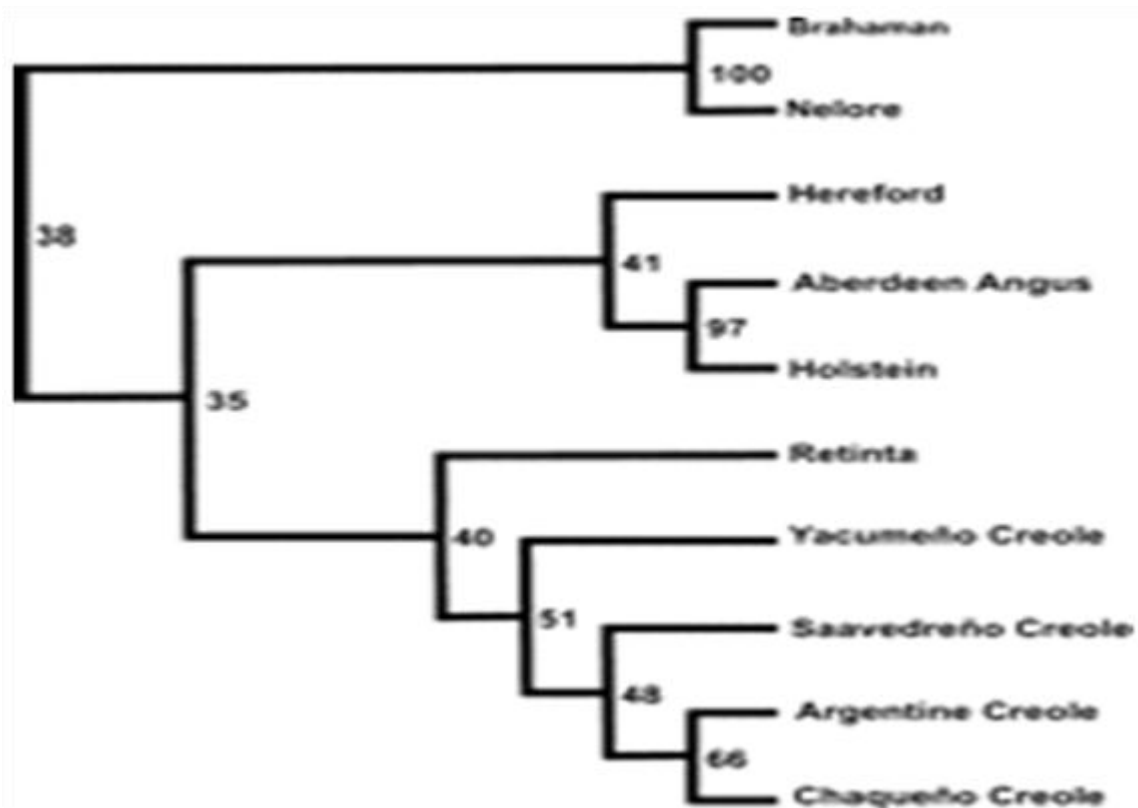 Brahaman
100
Nelore
Hereford
38
41
Aberdeen Angus
97
Holstein
35
Retinta
40
Yacumeño Creole
51
Saavedreño Creole
48
Argentine Creole
66
Chaqueño Creole